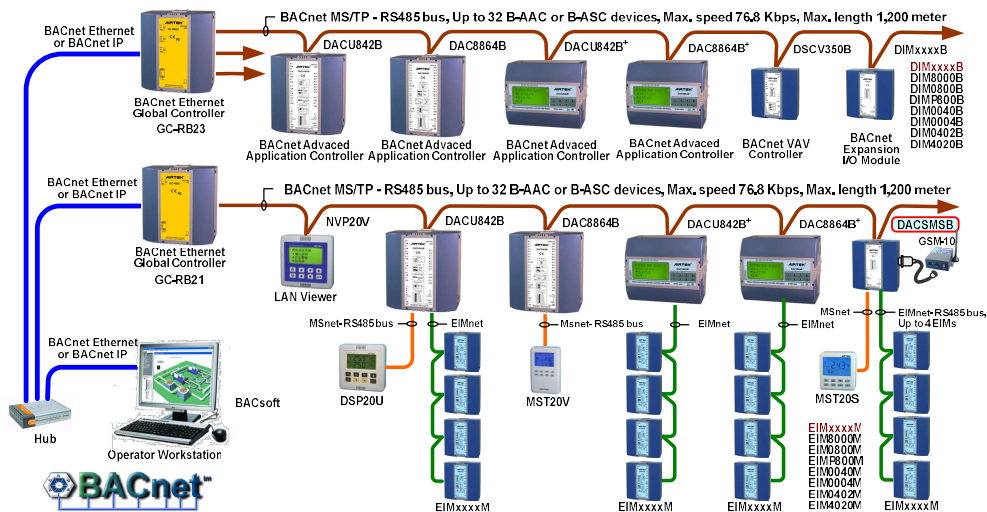 BACnet MS/TP - RS485 bus, Up to 32 B-AAC or B-ASC devices, Max. speed 76.8 Kbps, Max. length 1,200 meter
BACnet Ethernet
or BACnet IP
AIRTEK
BACnet Ethernet
Global Controller
GC-RB23
DACU842B
DAC8864B
DACU842B+
DAC8864B+
DSCV350B
DIMxxxxB
DIMxxxxB
DIM8000B
DIM0800B
DIMP800B
DIM0040B
DIM0004B
DIM0402B
DIM4020B
BACnet Advaced
Application Controller
BACnet Advaced
Application Controller
BACnet Advaced
Application Controller
BACnet Advaced
Application Controller
BACnet VAV
Controller
BACnet
Expansion
I/O Module
BACnet Ethernet
or BACnet IP
AIRTEK
BACnet Ethernet
Global Controller
GC-RB21
BACnet MS/TP - RS485 bus, Up to 32 B-AAC or B-ASC devices, Max. speed 76.8 Kbps, Max. length 1,200 meter
NVP20V
LAN Viewer
DACU842B
DAC8864B
DACU842B+
DAC8864B+
DACSMSB
GSM-10
MSnet-RS485 bus
EIMnet
Msnet- RS485 bus
EIMnet
EIMnet
MSnet
EIMnet-RS485 bus,
Up to 4 EIMs
DSP20U
MST20V
MST20S
EIMxxxxM
EIMxxxxM
EIMxxxxM
EIMxxxxM
EIM8000M
EIM0800M
EIMP800M
EIM0040M
EIM0004M
EIM0402M
EIM4020M
EIMxxxxM
BACnet Ethernet
or BACnet IP
BACsoft
Hub
Operator Workstation
BACnet™